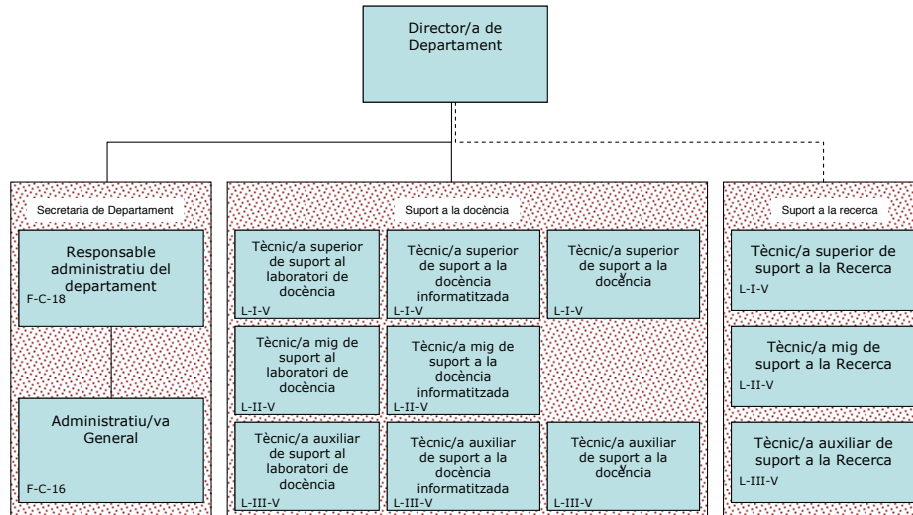 Director/a de
Departament
Secretaria de Departament
Responsable
administratiu del
departament
F-C-18
Administratiu/va
General
F-C-16
Suport a la docència
Tècnic/a superior
de suport al
laboratori de
docència
L-I-V
Tècnic/a superior
de suport a la
docència
informatitzada
L-I-V
Tècnic/a superior
de suport a la
docència
L-I-V
Tècnic/a mig de
suport al
laboratori de
docència
L-II-V
Tècnic/a mig de
suport a la
docència
informatitzada
L-II-V
Tècnic/a auxiliar
de suport al
laboratori de
docència
L-III-V
Tècnic/a auxiliar
de suport a la
docència
informatitzada
L-III-V
Tècnic/a auxiliar
de suport a la
docència
L-III-V
Suport a la recerca
Tècnic/a superior de
suport a la Recerca
L-I-V
Tècnic/a mig de
suport a la Recerca
L-II-V
Tècnic/a auxiliar de
suport a la Recerca
L-III-V